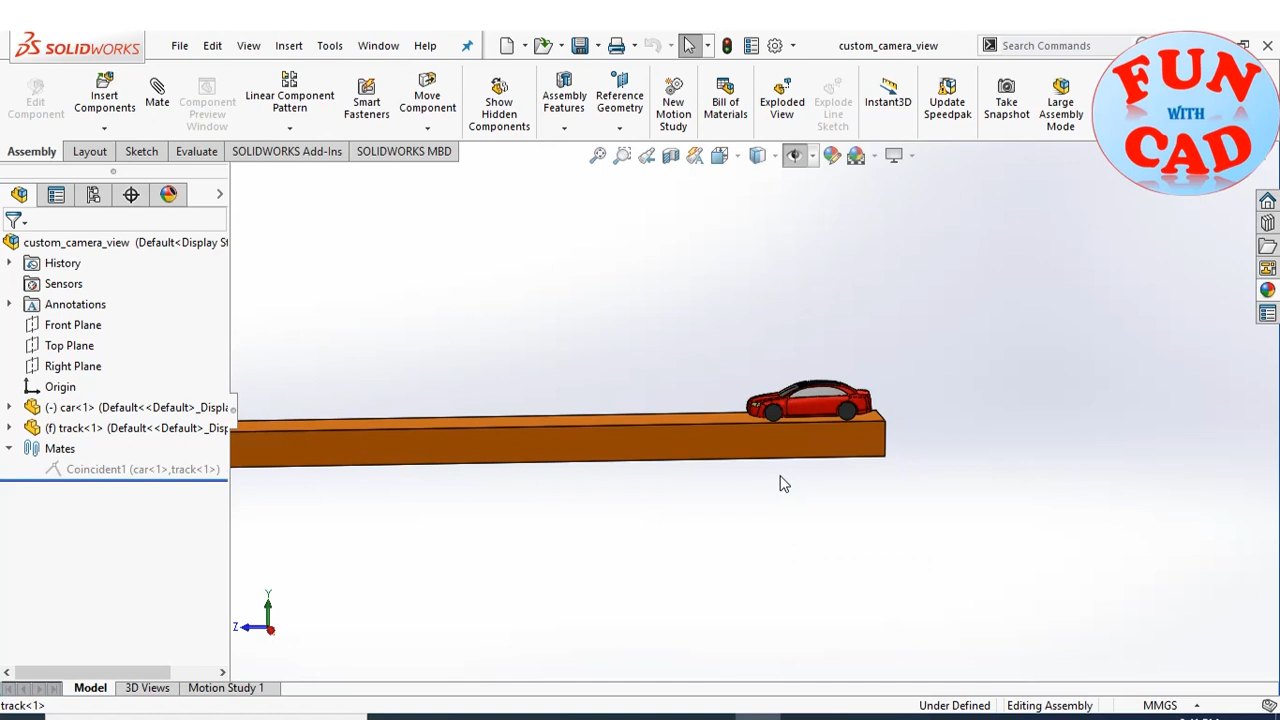 SOLIDWORKS
File Edit View Insert Tools Window Help
custom_camera_view
Search Commands
Edit Component
Insert Components
Mate
Component Preview Window
Linear Component Pattern
Smart Fasteners
Move Component
Show Hidden Components
Assembly Features
Reference Geometry
New Motion Study
Bill of Materials
Exploded View
Explode Line Sketch
Instant3D
Update Speedpak
Take Snapshot
Large Assembly Mode
FUN
WITH
CAD
Assembly Layout Sketch Evaluate SOLIDWORKS Add-Ins SOLIDWORKS MBD
custom_camera_view (Default<Display St
History
Sensors
Annotations
Front Plane
Top Plane
Right Plane
Origin
(-) car<1> (Default<<Default>_Displa
(f) track<1> (Default<<Default>_Disp
Mates
Coincident1 (car<1>,track<1>)
Y
Z
Model 3D Views Motion Study 1
track<1> Under Defined Editing Assembly MMGS